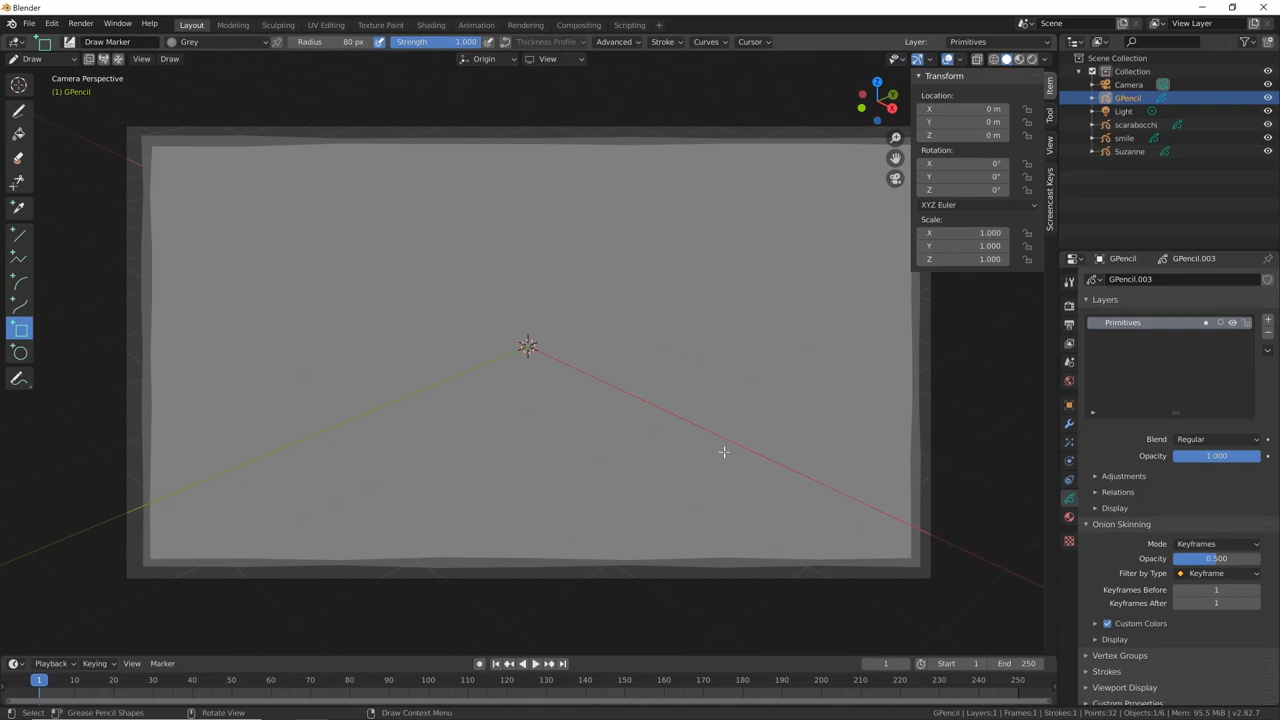 Blender
File Edit Render Window Help Layout Modeling Sculpting UV Editing Texture Paint Shading Animation Rendering Compositing Scripting + Scene View Layer
Draw Marker Grey Radius 80 px Strength 1.000 Thickness Profile Advanced Stroke Curves Cursor Layer: Primitives
Draw View Draw Origin View
Camera Perspective
(1) GPencil
Z
Y
X
Transform
Location:
X 0 m
Y 0 m
Z 0 m
Rotation:
X 0°
Y 0°
Z 0°
XYZ Euler
Scale:
X 1.000
Y 1.000
Z 1.000
Item
Tool
View
Screencast Keys
Scene Collection
Collection
Camera
GPencil
Light
scarabocchi
smile
Suzanne
GPencil GPencil.003
GPencil.003
Layers
Primitives
Blend Regular
Opacity 1.000
Adjustments
Relations
Display
Onion Skinning
Mode Keyframes
Opacity 0.500
Filter by Type Keyframe
Keyframes Before 1
Keyframes After 1
Custom Colors
Display
Vertex Groups
Strokes
Viewport Display
Custom Properties
Playback Keying View Marker 1 Start 1 End 250
1 10 20 30 40 50 60 70 80 90 100 110 120 130 140 150 160 170 180 190 200 210 220 230 240 250
Select Grease Pencil Shapes Rotate View Draw Context Menu GPencil | Layers:1 | Frames:1 | Strokes:1 | Points:32 | Objects:1/6 | Mem: 95.5 MiB | v2.82.7